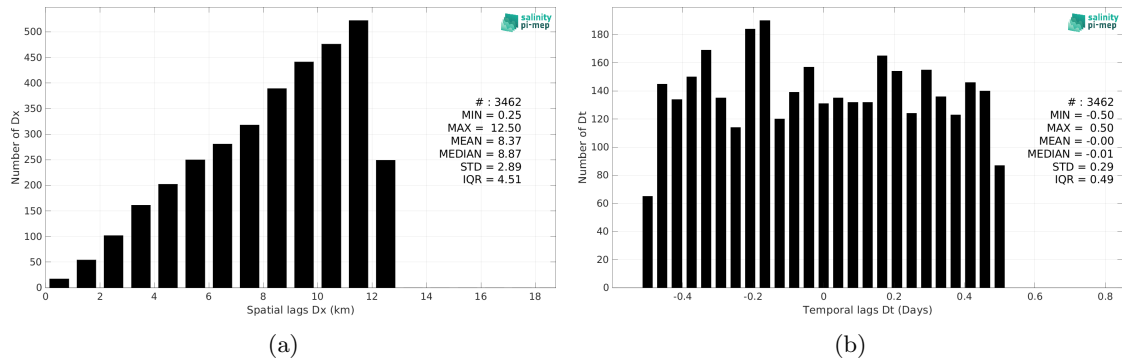 salinity
pi-mep
500
450
400
350
300
250
200
150
100
50
0
Number of Dx
# : 3462
MIN = 0.25
MAX = 12.50
MEAN = 8.37
MEDIAN = 8.87
STD = 2.89
IQR = 4.51
0 2 4 6 8 10 12 14 16 18
Spatial lags Dx (km)
(a)
salinity
pi-mep
180
160
140
120
100
80
60
40
20
0
Number of Dt
# : 3462
MIN = -0.50
MAX = 0.50
MEAN = -0.00
MEDIAN = -0.01
STD = 0.29
IQR = 0.49
-0.4 -0.2 0 0.2 0.4 0.6 0.8
Temporal lags Dt (Days)
(b)